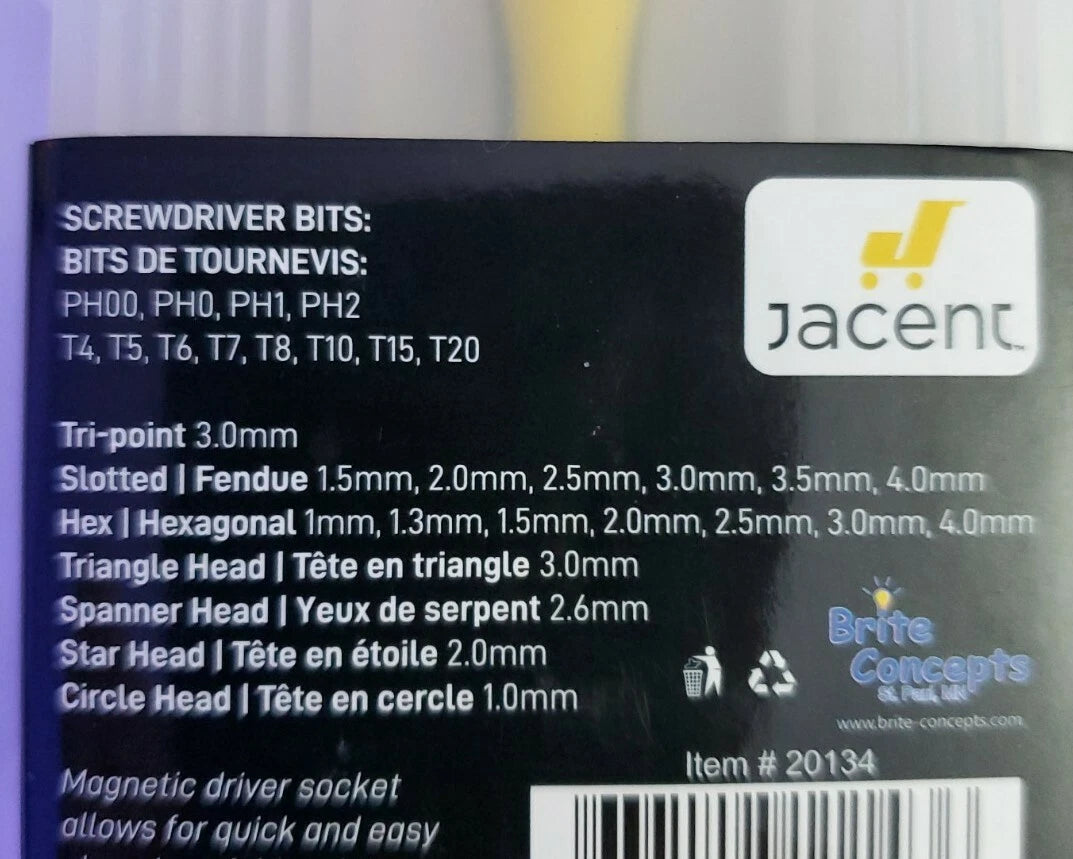 SCREWDRIVER BITS:
BITS DE TOURNEVIS:
PH00, PH0, PH1, PH2
T4, T5, T6, T7, T8, T10, T15, T20
Jacent™
Tri-point 3.0mm
Slotted | Fendue 1.5mm, 2.0mm, 2.5mm, 3.0mm, 3.5mm, 4.0mm
Hex | Hexagonal 1mm, 1.3mm, 1.5mm, 2.0mm, 2.5mm, 3.0mm, 4.0mm
Triangle Head | Tête en triangle 3.0mm
Spanner Head | Yeux de serpent 2.6mm
Star Head | Tête en étoile 2.0mm
Circle Head | Tête en cercle 1.0mm
Brite
Concepts
St. Paul, MN
www.brite-concepts.com
Item # 20134
Magnetic driver socket
allows for quick and easy